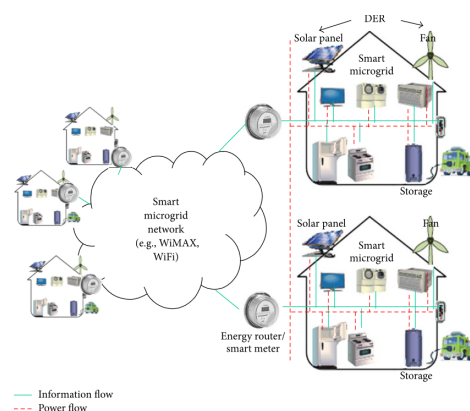 DER
Solar panel
Fan
Smart
microgrid
Storage
Smart
microgrid
network
(e.g., WiMAX,
WiFi)
Solar panel
Fan
Smart
microgrid
Energy router/
smart meter
Storage
Information flow
Power flow